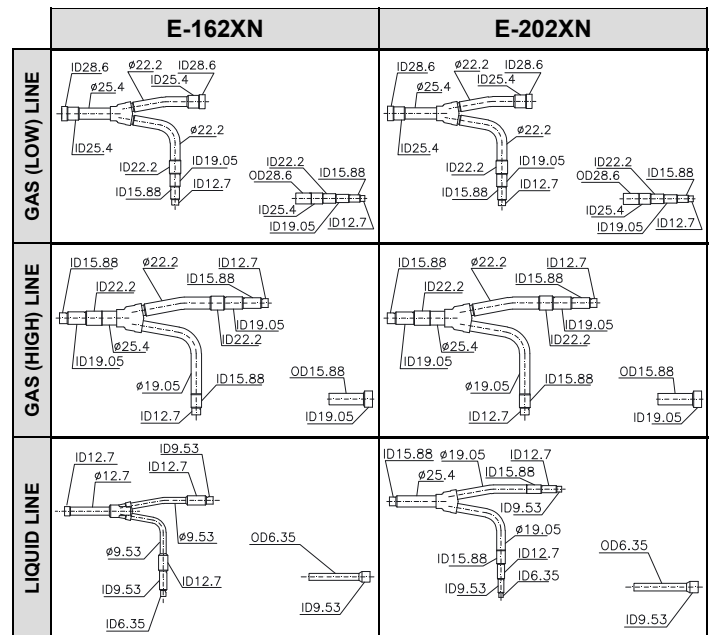 E-162XN
E-202XN
GAS (LOW) LINE
ID28.6
ø25.4
ø22.2
ID28.6
ID25.4
ø22.2
ID25.4
ID22.2
ID19.05
ID15.88
ID12.7
ID22.2
OD28.6
ID15.88
ID25.4
ID19.05
ID12.7
ID28.6
ø25.4
ø22.2
ID28.6
ID25.4
ø22.2
ID25.4
ID22.2
ID19.05
ID15.88
ID12.7
ID22.2
OD28.6
ID15.88
ID25.4
ID19.05
ID12.7
GAS (HIGH) LINE
ID15.88
ID22.2
ø22.2
ID12.7
ID15.88
ID19.05
ø25.4
ID19.05
ID22.2
ø19.05
ID15.88
ID12.7
OD15.88
ID19.05
ID15.88
ID22.2
ø22.2
ID12.7
ID15.88
ID19.05
ø25.4
ID19.05
ID22.2
ø19.05
ID15.88
ID12.7
OD15.88
ID19.05
LIQUID LINE
ID12.7
ø12.7
ID9.53
ID12.7
ø9.53
ø9.53
ID12.7
ID9.53
ID6.35
OD6.35
ID9.53
ID15.88
ø25.4
ø19.05
ID12.7
ID15.88
ID9.53
ø19.05
ID15.88
ID12.7
ID9.53
ID6.35
OD6.35
ID9.53